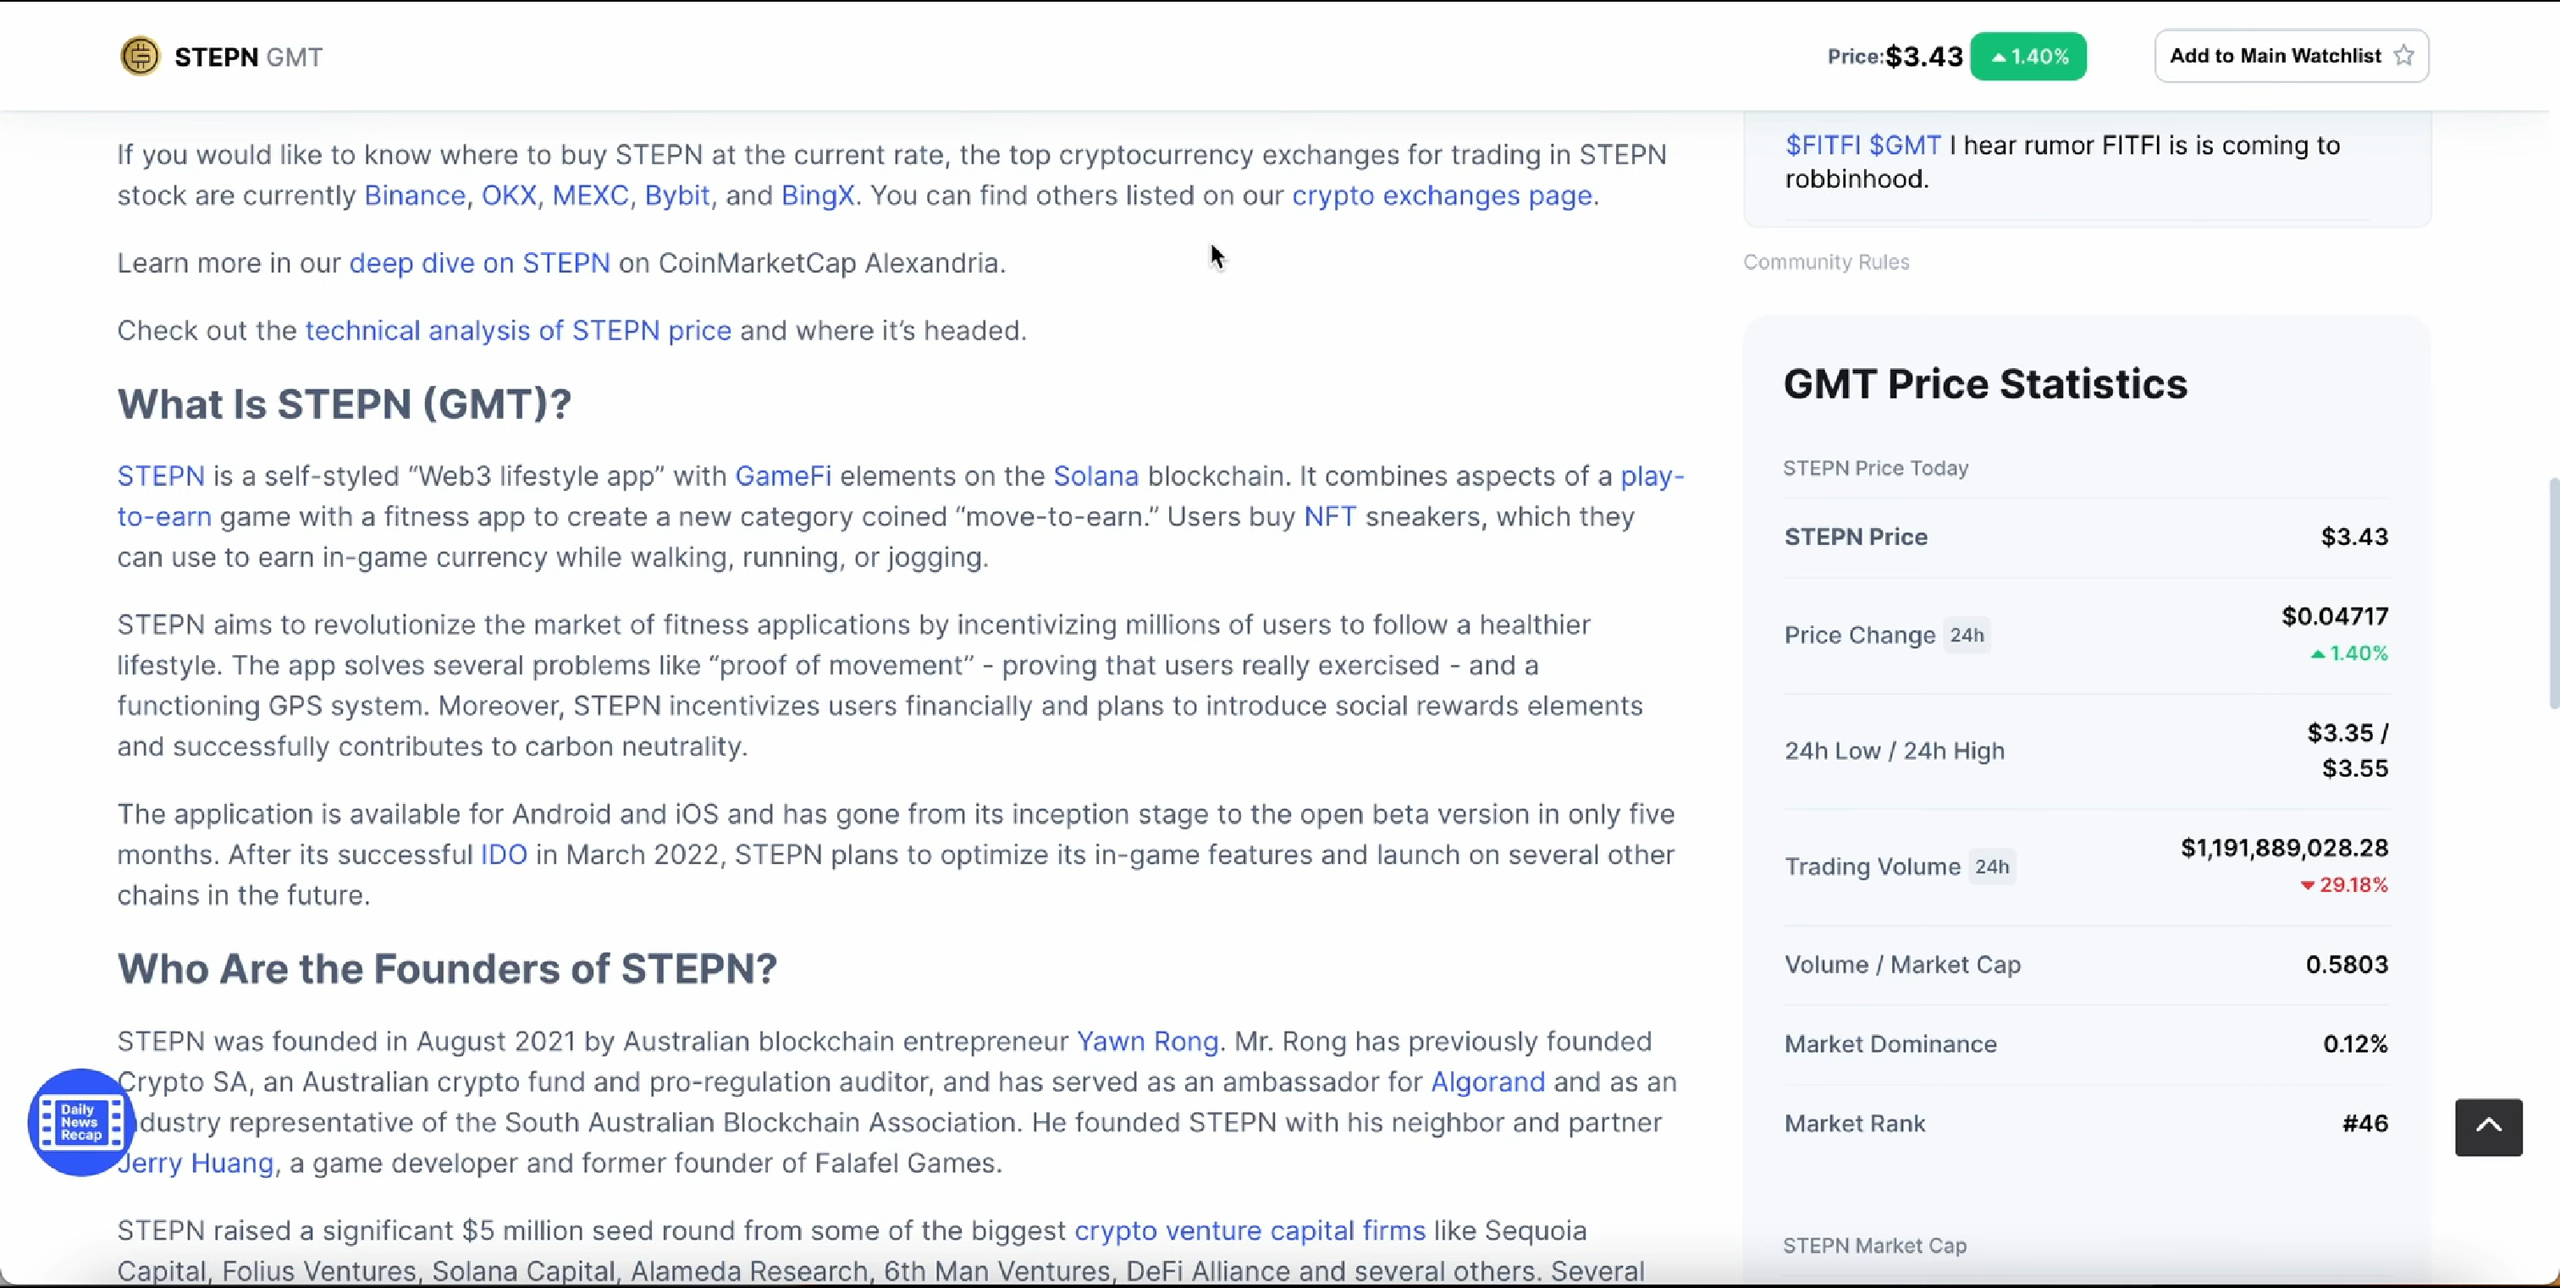 STEPN GMT
Price:$3.43 ▲1.40%
Add to Main Watchlist
If you would like to know where to buy STEPN at the current rate, the top cryptocurrency exchanges for trading in STEPN
stock are currently Binance, OKX, MEXC, Bybit, and BingX. You can find others listed on our crypto exchanges page.
Learn more in our deep dive on STEPN on CoinMarketCap Alexandria.
Check out the technical analysis of STEPN price and where it’s headed.
What Is STEPN (GMT)?
STEPN is a self-styled “Web3 lifestyle app” with GameFi elements on the Solana blockchain. It combines aspects of a play-
to-earn game with a fitness app to create a new category coined “move-to-earn.” Users buy NFT sneakers, which they
can use to earn in-game currency while walking, running, or jogging.
STEPN aims to revolutionize the market of fitness applications by incentivizing millions of users to follow a healthier
lifestyle. The app solves several problems like “proof of movement” - proving that users really exercised - and a
functioning GPS system. Moreover, STEPN incentivizes users financially and plans to introduce social rewards elements
and successfully contributes to carbon neutrality.
The application is available for Android and iOS and has gone from its inception stage to the open beta version in only five
months. After its successful IDO in March 2022, STEPN plans to optimize its in-game features and launch on several other
chains in the future.
Who Are the Founders of STEPN?
STEPN was founded in August 2021 by Australian blockchain entrepreneur Yawn Rong. Mr. Rong has previously founded
Crypto SA, an Australian crypto fund and pro-regulation auditor, and has served as an ambassador for Algorand and as an
industry representative of the South Australian Blockchain Association. He founded STEPN with his neighbor and partner
Jerry Huang, a game developer and former founder of Falafel Games.
STEPN raised a significant $5 million seed round from some of the biggest crypto venture capital firms like Sequoia
Capital, Folius Ventures, Solana Capital, Alameda Research, 6th Man Ventures, DeFi Alliance and several others. Several
Daily
News
Recap
$FITFI $GMT I hear rumor FITFI is is coming to
robbinhood.
Community Rules
GMT Price Statistics
STEPN Price Today
STEPN Price $3.43
Price Change 24h $0.04717
▲1.40%
24h Low / 24h High $3.35 /
$3.55
Trading Volume 24h $1,191,889,028.28
▼29.18%
Volume / Market Cap 0.5803
Market Dominance 0.12%
Market Rank #46
STEPN Market Cap